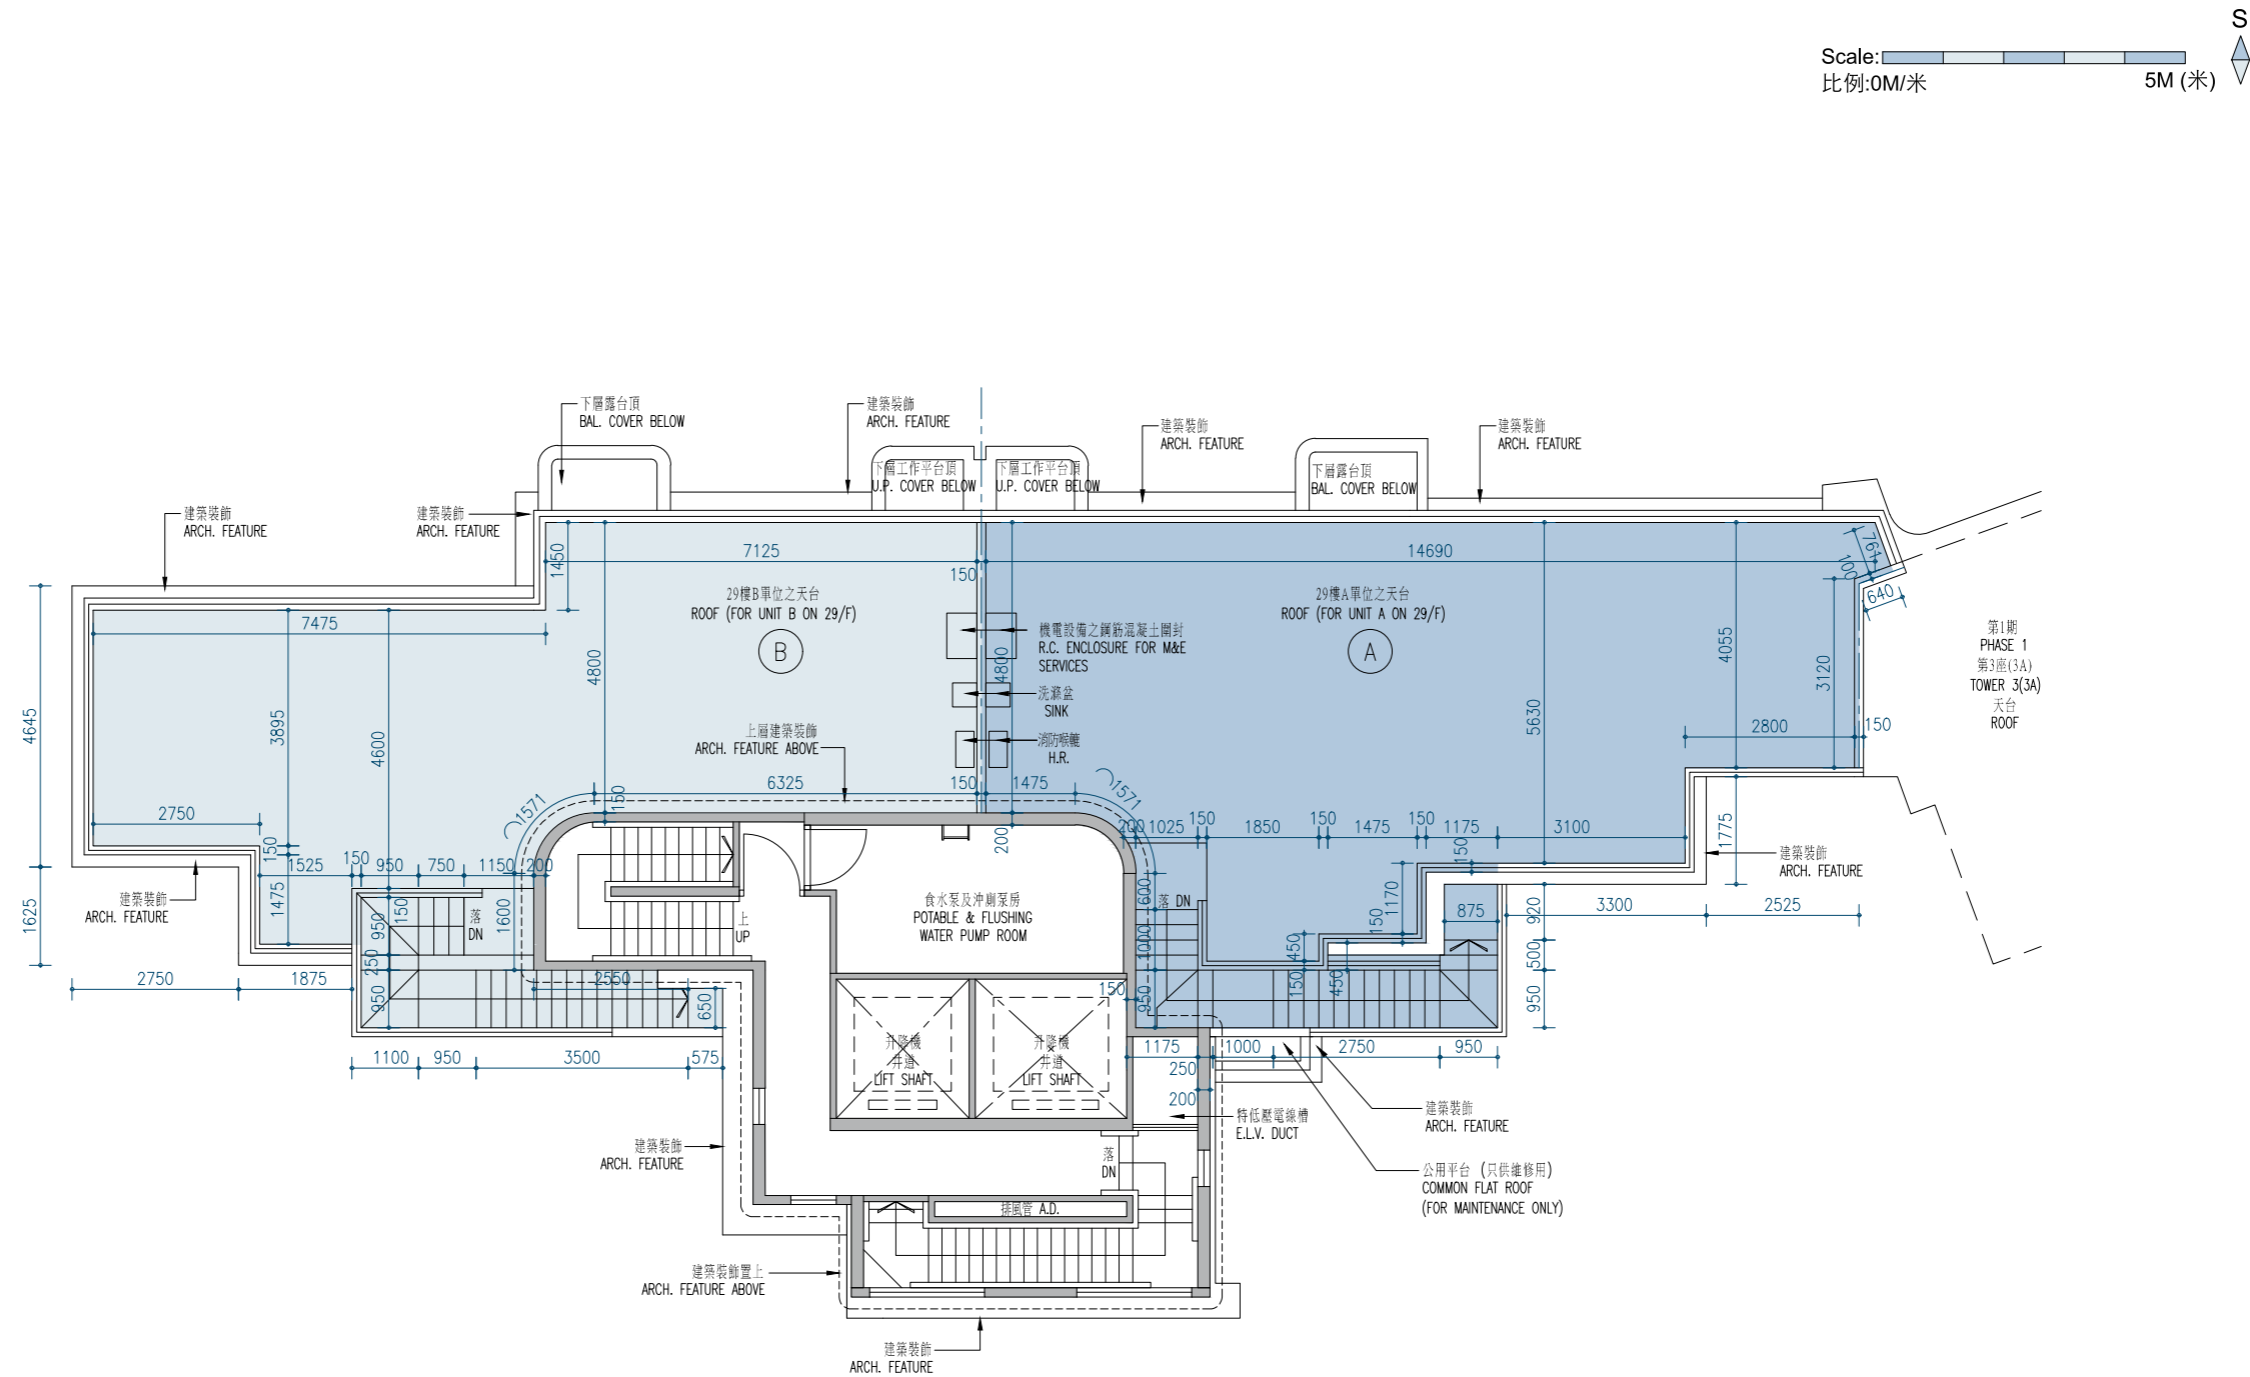 S
Scale:
比例:0M/米
5M (米)
下層露台頂
BAL. COVER BELOW
建築裝飾
ARCH. FEATURE
建築裝飾
ARCH. FEATURE
建築裝飾
ARCH. FEATURE
下層工作平台頂
U.P. COVER BELOW
下層工作平台頂
U.P. COVER BELOW
下層露台頂
BAL. COVER BELOW
建築裝飾
ARCH. FEATURE
建築裝飾
ARCH. FEATURE
1450
7125
150
14690
761
100
640
29樓B單位之天台
ROOF (FOR UNIT B ON 29/F)
B
29樓A單位之天台
ROOF (FOR UNIT A ON 29/F)
A
機電設備之鋼筋混凝土圍封
R.C. ENCLOSURE FOR M&E
SERVICES
洗滌盆
SINK
消防喉轆
H.R.
第1期
PHASE 1
第3座(3A)
TOWER 3(3A)
天台
ROOF
7475
4645
3895
4600
4800
4800
5630
4055
3120
2800
150
上層建築裝飾
ARCH. FEATURE ABOVE
6325
150
1475
1571
1571
150
200
2750
150
1525
150
950
750
1150
200
200
1025
150
1850
150
1475
150
1175
3100
150
1775
建築裝飾
ARCH. FEATURE
建築裝飾
ARCH. FEATURE
1625
1475
950
150
落
DN
1600
250
950
上
UP
食水泵及沖廁泵房
POTABLE & FLUSHING
WATER PUMP ROOM
落 DN
600
1000
950
150
1170
150
450
150
450
875
920
500
950
3300
2525
2750
1875
2550
650
1100
950
3500
575
升降機
井道
LIFT SHAFT
升降機
井道
LIFT SHAFT
1175
1000
2750
950
250
200
特低壓電線槽
E.L.V. DUCT
建築裝飾
ARCH. FEATURE
建築裝飾
ARCH. FEATURE
落
DN
公用平台 (只供維修用)
COMMON FLAT ROOF
(FOR MAINTENANCE ONLY)
排風管 A.D.
建築裝飾置上
ARCH. FEATURE ABOVE
建築裝飾
ARCH. FEATURE